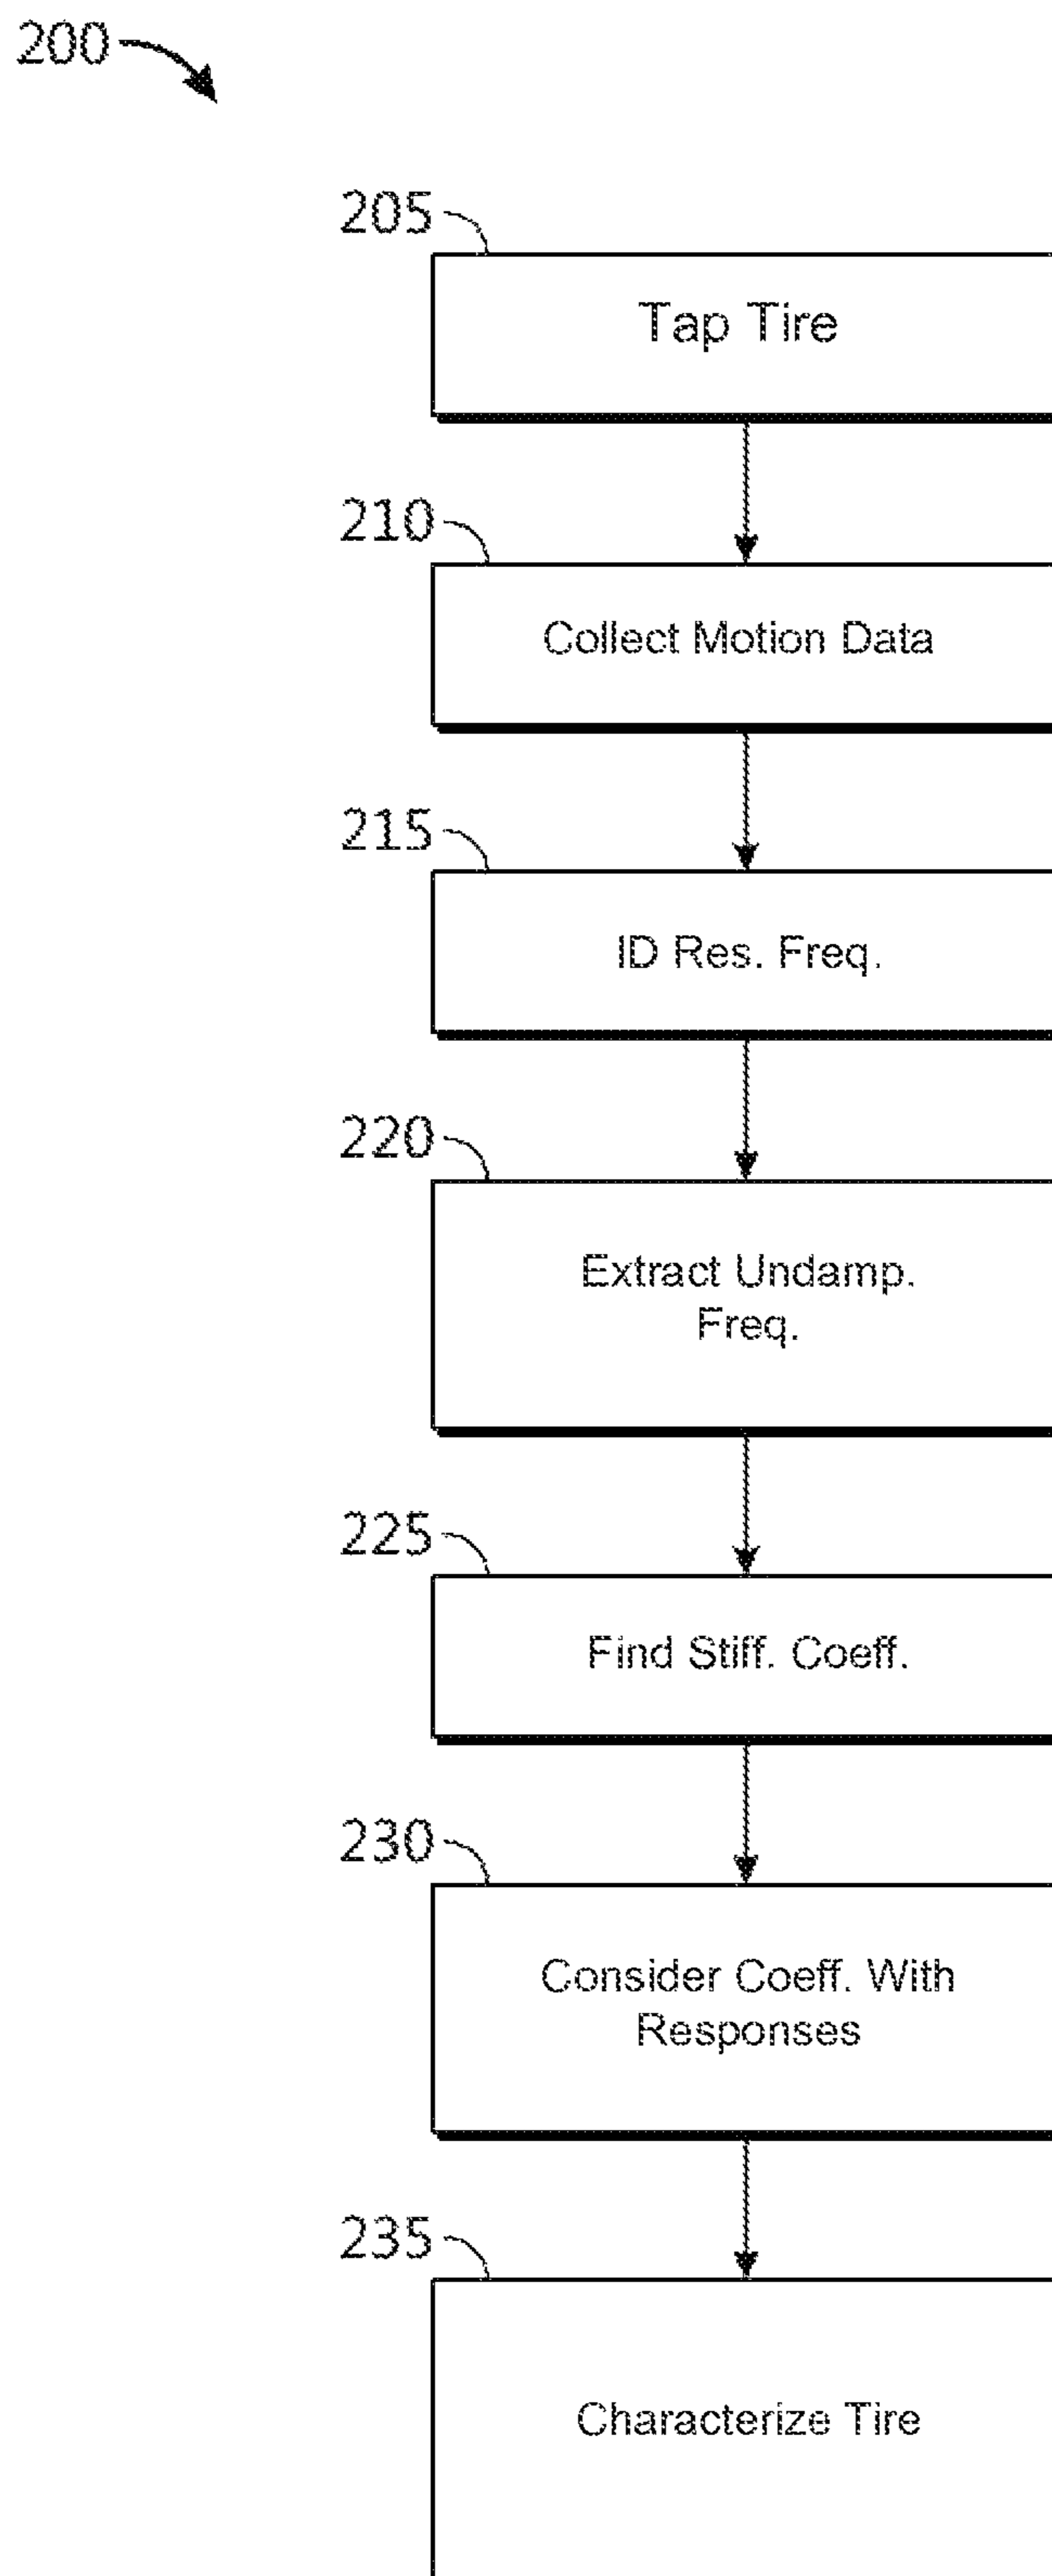 200
205
Tap Tire
210
Collect Motion Data
215
ID Res. Freq.
220
Extract Undamp.
Freq.
225
Find Stiff. Coeff.
230
Consider Coeff. With
Responses
235
Characterize Tire